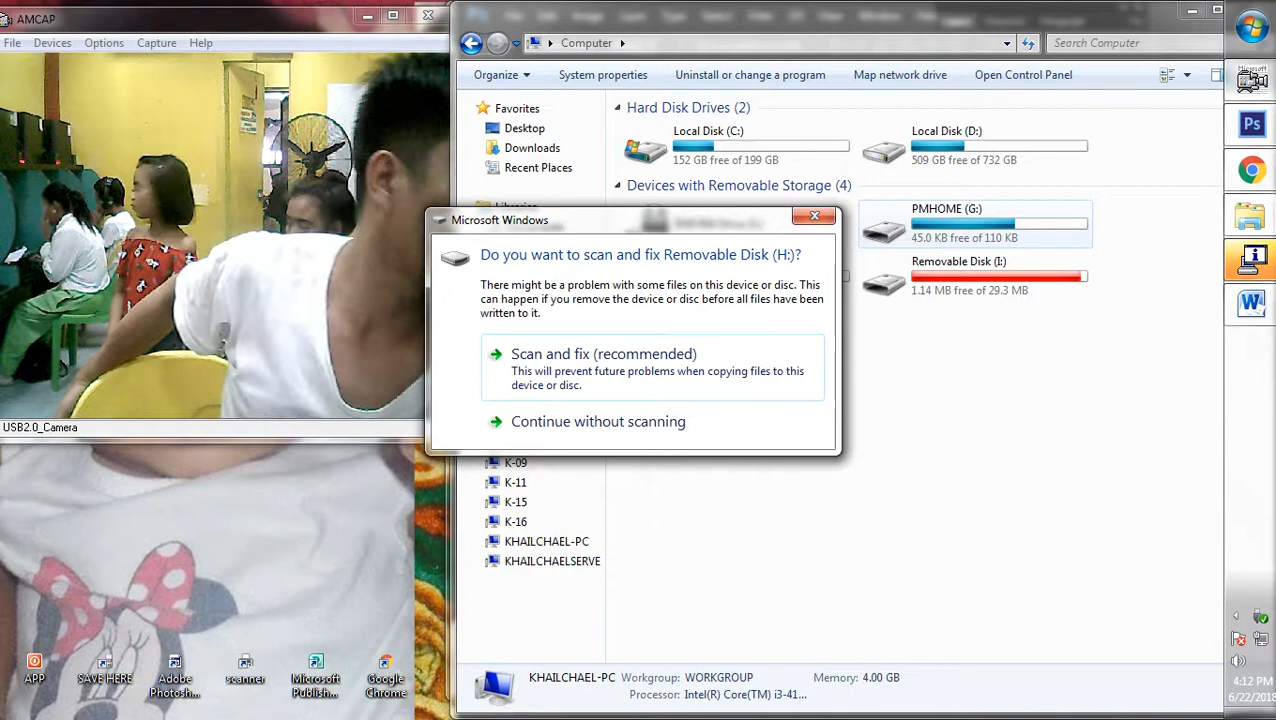 AMCAP
File Devices Options Capture Help
USB2.0_Camera
Computer
Search Computer
Organize System properties Uninstall or change a program Map network drive Open Control Panel
Favorites
Desktop
Downloads
Recent Places
Hard Disk Drives (2)
Local Disk (C:)
152 GB free of 199 GB
Local Disk (D:)
509 GB free of 732 GB
Devices with Removable Storage (4)
PMHOME (G:)
45.0 KB free of 110 KB
Removable Disk (I:)
1.14 MB free of 29.3 MB
Microsoft Windows
Do you want to scan and fix Removable Disk (H:)?
There might be a problem with some files on this device or disc. This
can happen if you remove the device or disc before all files have been
written to it.
Scan and fix (recommended)
This will prevent future problems when copying files to this
device or disc.
Continue without scanning
K-09
K-11
K-15
K-16
KHAILCHAEL-PC
KHAILCHAELSERVE
KHAILCHAEL-PC Workgroup: WORKGROUP Memory: 4.00 GB
Processor: Intel(R) Core(TM) i3-41...
APP
SAVE HERE
Adobe
Photosh...
scanner
Microsoft
Publish...
Google
Chrome
Microsoft
Ps
W
4:12 PM
6/22/2018